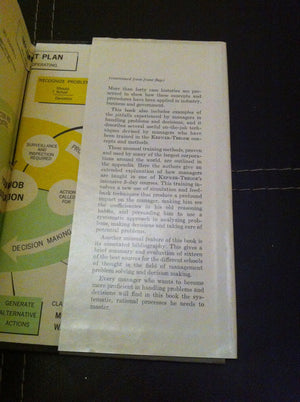 NT PLAN
OPERATING.
RECOGNIZE PROBLEM
Should
Actual
Deviation
SURVEILLANCE
AND
INSPECTION
REQUIRED
PRO
JOB
TION
ACTION
CALLED
FOR
DECISION MAKING
GENERATE
ALTERNATIVE
ACTIONS
CLA
M
W
(continued from front flap)
More than forty case histories are pre-
sented to show how these concepts and
procedures have been applied in industry,
business and government.
This book also includes examples of
the pitfalls experienced by managers in
handling problems and decisions, and it
describes several useful on-the-job tech-
niques devised by managers who have
been trained in the KEPNER-TREGOE con-
cepts and methods.
These unusual training methods, proven
and used by many of the largest corpora-
tions around the world, are outlined in
the appendix. Here the authors give an
extended explanation of how managers
are taught in one of KEPNER-TREGOE's
intensive 5-day courses. This training in-
volves a new use of simulation and feed-
back techniques that produce a profound
impact on the manager, making him see
the inefficiencies in his old reasoning
habits, and persuading him to use a
systematic approach in analyzing prob-
lems, making decisions and taking care of
potential problems.
Another unusual feature of this book is
its annotated bibliography. This gives a
brief summary and evaluation of sixteen
of the best sources for the different schools
of thought in the field of management
problem solving and decision making.
Every manager who wants to become
more proficient in handling problems and
decisions will find in this book the sys-
tematic, rational processes he needs to
master.